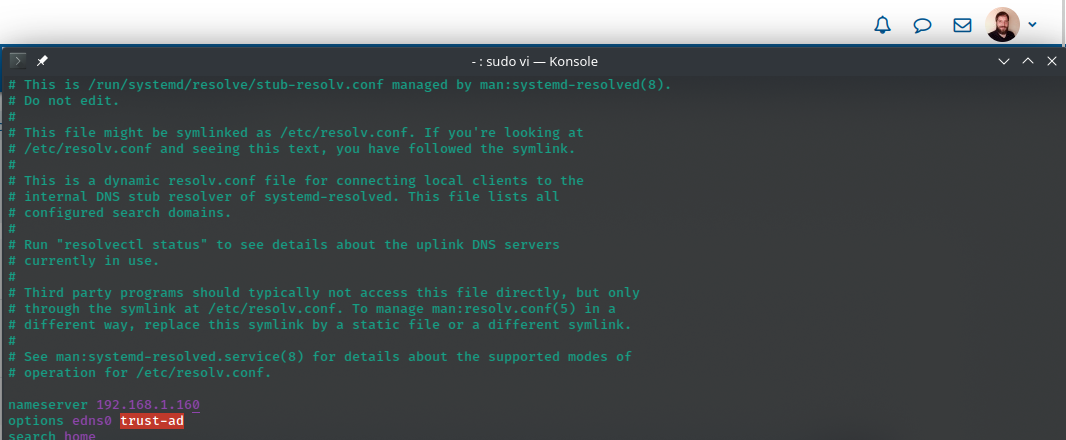 - : sudo vi — Konsole
# This is /run/systemd/resolve/stub-resolv.conf managed by man:systemd-resolved(8).
# Do not edit.
#
# This file might be symlinked as /etc/resolv.conf. If you're looking at
# /etc/resolv.conf and seeing this text, you have followed the symlink.
#
# This is a dynamic resolv.conf file for connecting local clients to the
# internal DNS stub resolver of systemd-resolved. This file lists all
# configured search domains.
#
# Run "resolvectl status" to see details about the uplink DNS servers
# currently in use.
#
# Third party programs should typically not access this file directly, but only
# through the symlink at /etc/resolv.conf. To manage man:resolv.conf(5) in a
# different way, replace this symlink by a static file or a different symlink.
#
# See man:systemd-resolved.service(8) for details about the supported modes of
# operation for /etc/resolv.conf.
nameserver 192.168.1.160
options edns0 trust-ad
search home